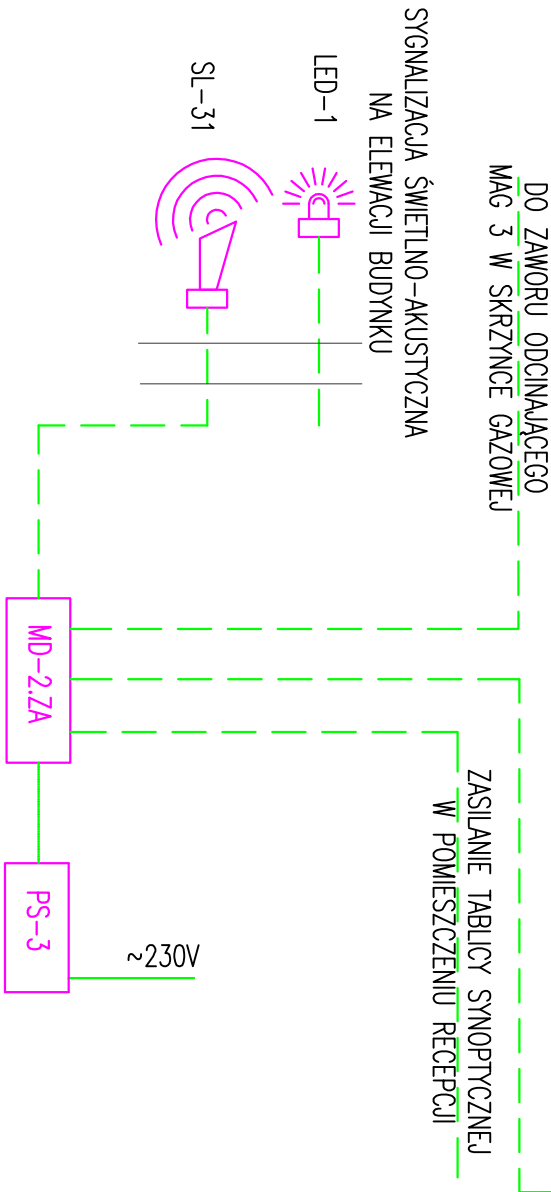 DO ZAWORU ODCINAJĄCEGO
MAG 3 W SKRZYNCE GAZOWEJ
SYGNALIZACJA ŚWIETLNO-AKUSTYCZNA
NA ELEWACJI BUDYNKU
LED-1
SL-31
ZASILANIE TABLICY SYNOPTYCZNEJ
W POMIESZCZENIU RECEPCJI
MD-2.ZA
PS-3
~230V